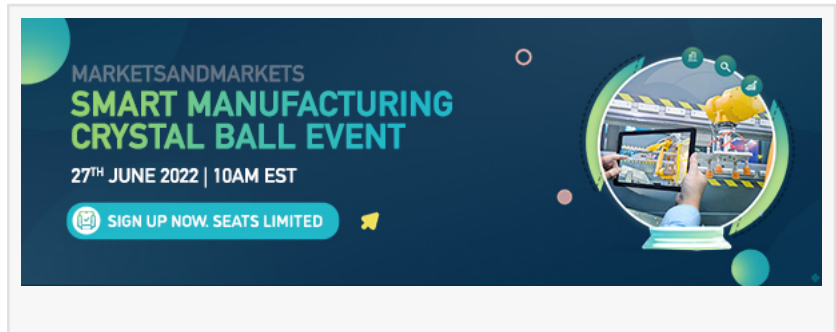 MARKETSANDMARKETS
SMART MANUFACTURING
CRYSTAL BALL EVENT
27TH JUNE 2022 | 10AM EST
SIGN UP NOW. SEATS LIMITED